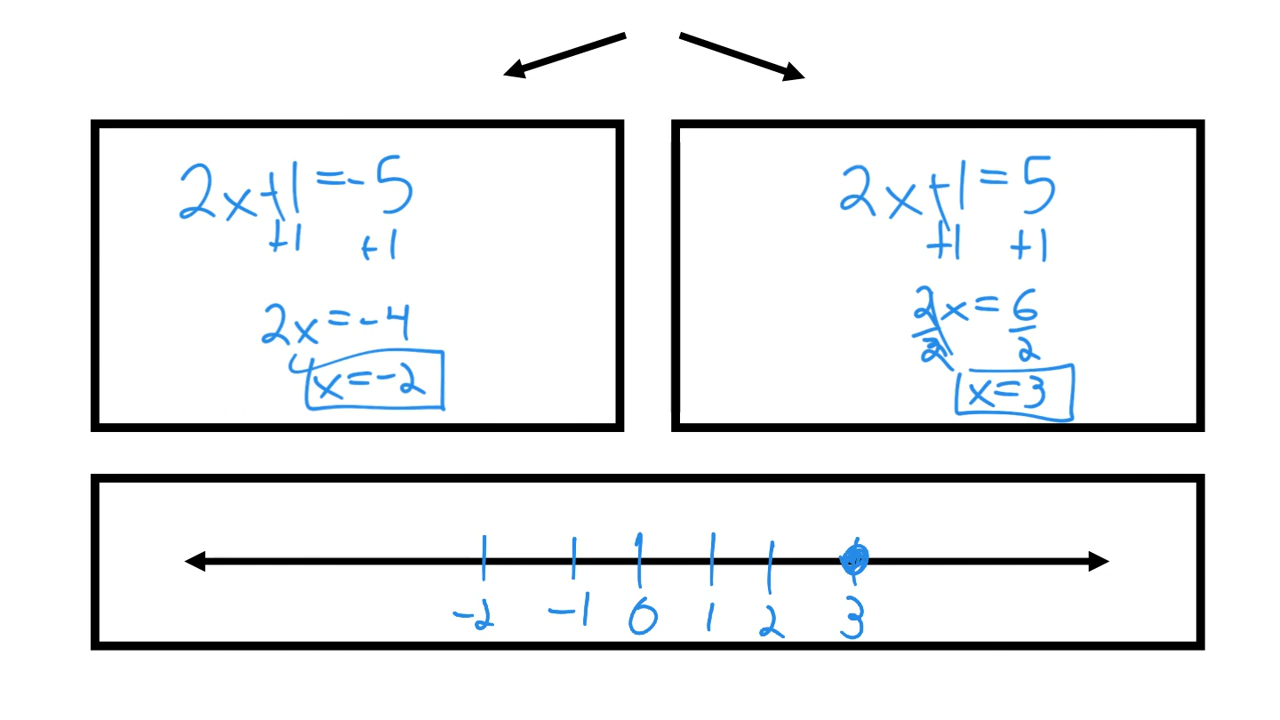 2x+1=-5
+1 +1
2x=-4
x=-2
2x+1=5
+1 +1
2x=6
2 2
x=3
-2 -1 0 1 2 3